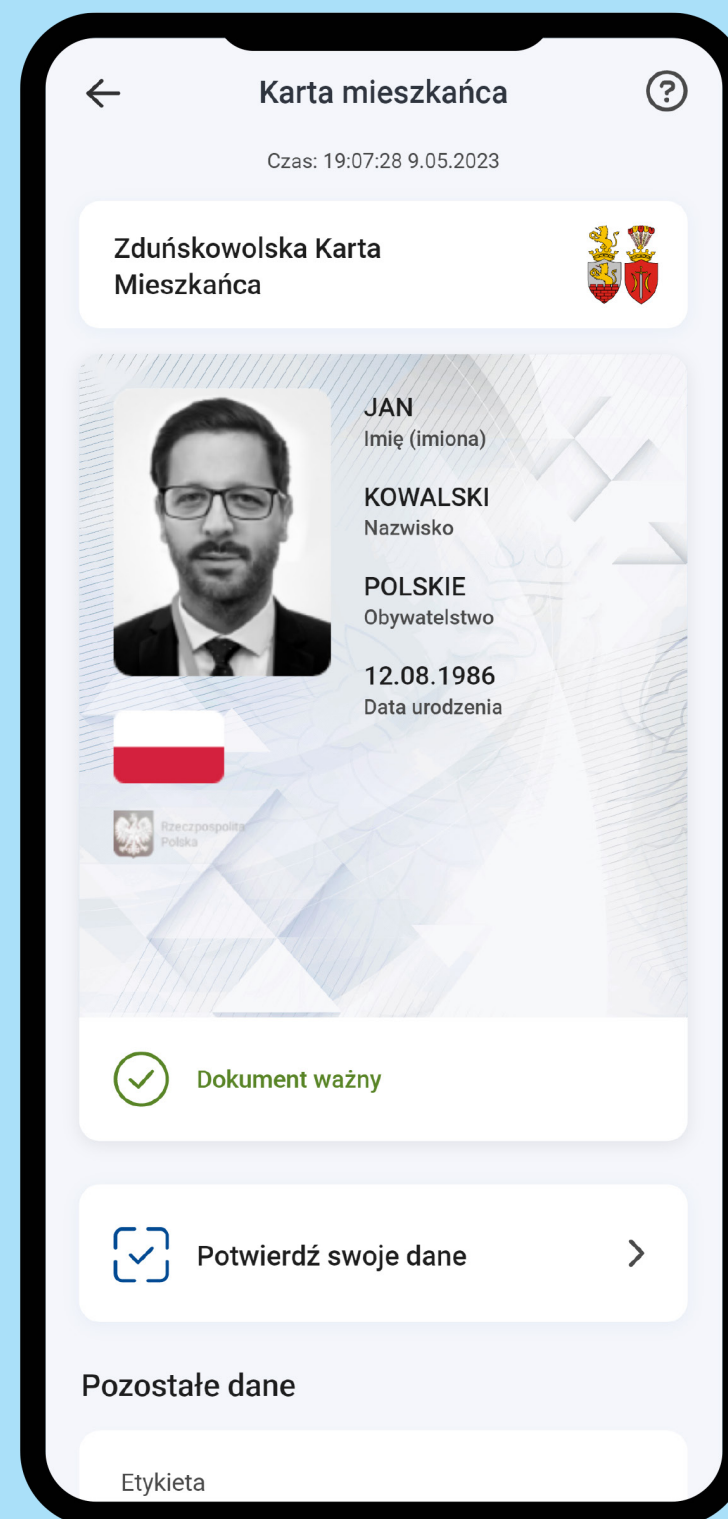 Karta mieszkańca
?
Czas: 19:07:28 9.05.2023
Zduńskowolska Karta
Mieszkańca
JAN
Imię (imiona)
KOWALSKI
Nazwisko
POLSKIE
Obywatelstwo
12.08.1986
Data urodzenia
Rzeczpospolita
Polska
Dokument ważny
Potwierdź swoje dane
Pozostałe dane
Etykieta